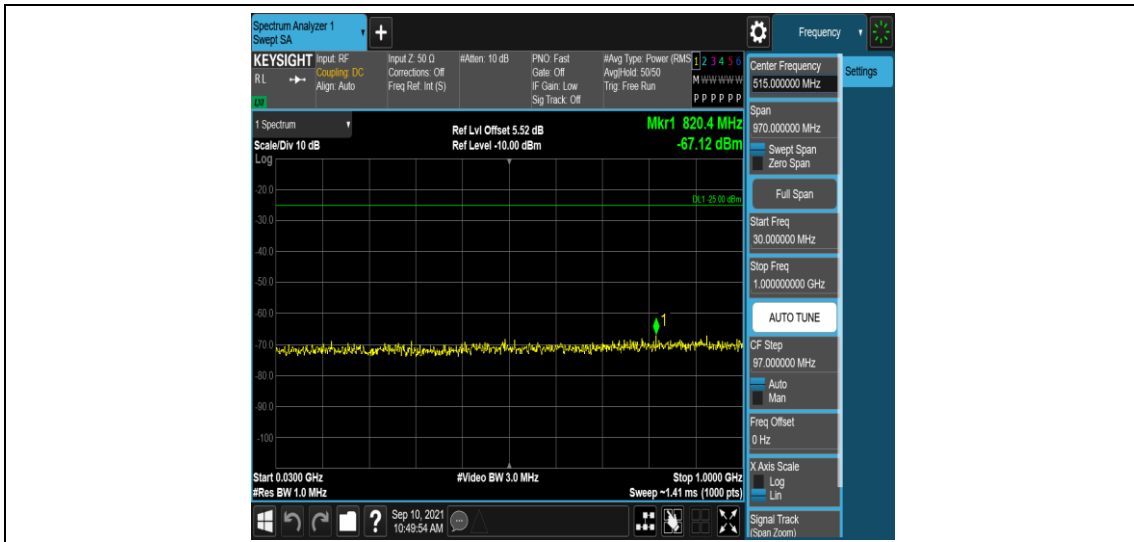 Spectrum Analyzer 1
Swept SA
+
Frequency
KEYSIGHT
RL
LXI
Input: RF
Coupling: DC
Align: Auto
Input Z: 50 Ω
Corrections: Off
Freq Ref: Int (S)
#Atten: 10 dB
PNO: Fast
Gate: Off
IF Gain: Low
Sig Track: Off
#Avg Type: Power (RMS
Avg|Hold: 50/50
Trig: Free Run
1 2 3 4 5 6
M W W W W W
P P P P P P
1 Spectrum
Scale/Div 10 dB
Log
Ref Lvl Offset 5.52 dB
Ref Level -10.00 dBm
Mkr1 820.4 MHz
-67.12 dBm
DL1 -25.00 dBm
-20.0
-30.0
-40.0
-50.0
-60.0
-70.0
-80.0
-90.0
-100
1
Start 0.0300 GHz
#Res BW 1.0 MHz
#Video BW 3.0 MHz
Stop 1.0000 GHz
Sweep ~1.41 ms (1000 pts)
Center Frequency
515.000000 MHz
Settings
Span
970.000000 MHz
Swept Span
Zero Span
Full Span
Start Freq
30.000000 MHz
Stop Freq
1.000000000 GHz
AUTO TUNE
CF Step
97.000000 MHz
Auto
Man
Freq Offset
0 Hz
X Axis Scale
Log
Lin
Signal Track
(Span Zoom)
?
Sep 10, 2021
10:49:54 AM